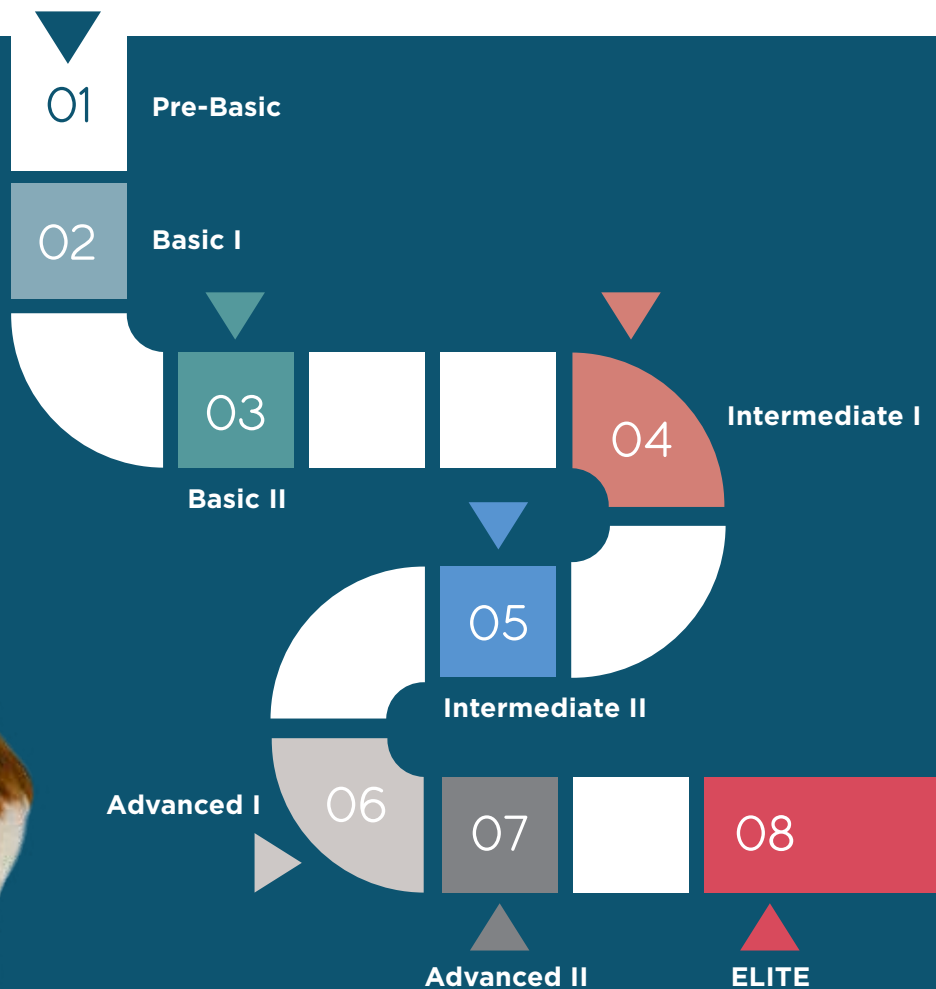 01
Pre-Basic
02
Basic I
03
Basic II
04
Intermediate I
05
Intermediate II
06
Advanced I
07
Advanced II
08
ELITE